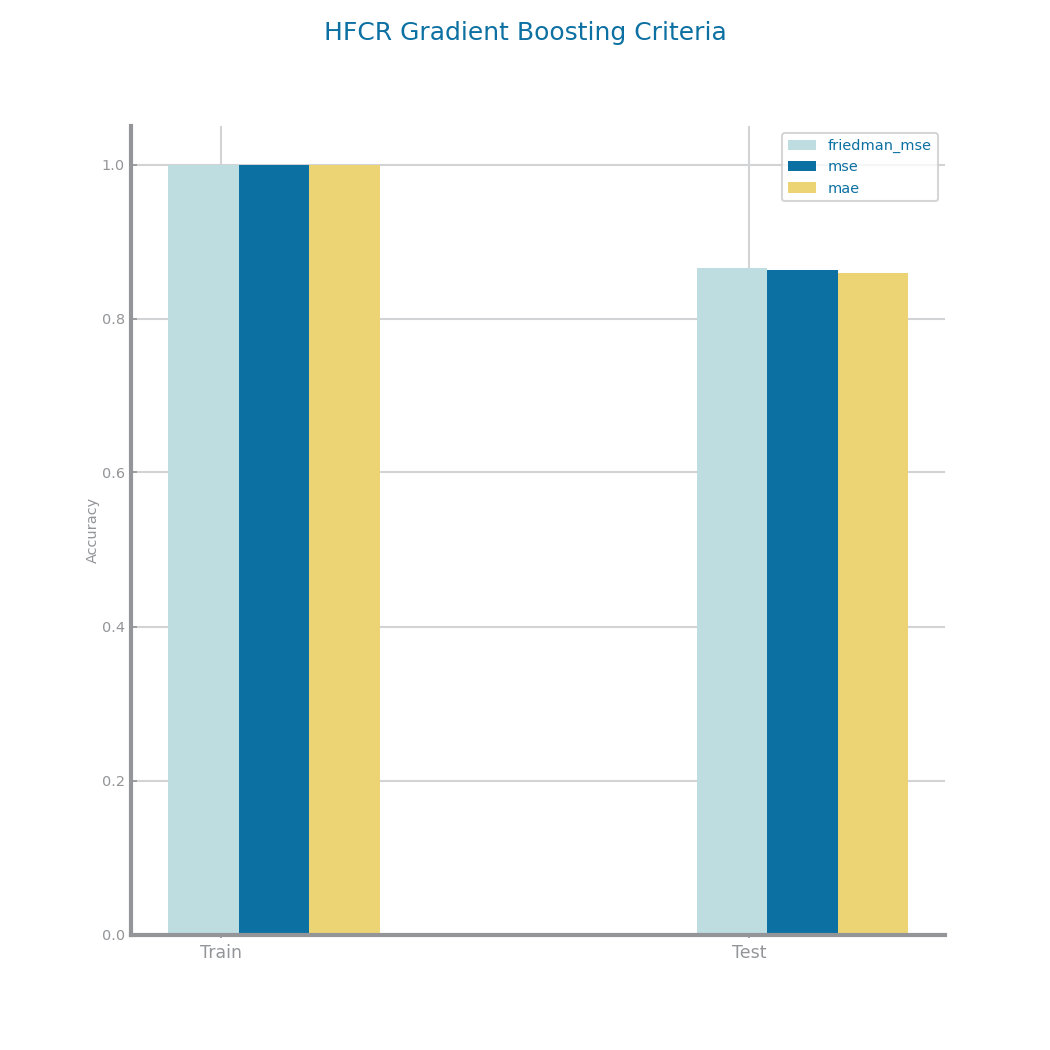 HFCR Gradient Boosting Criteria
friedman_mse
mse
mae
1.0
0.8
0.6
0.4
0.2
0.0
Accuracy
Train
Test